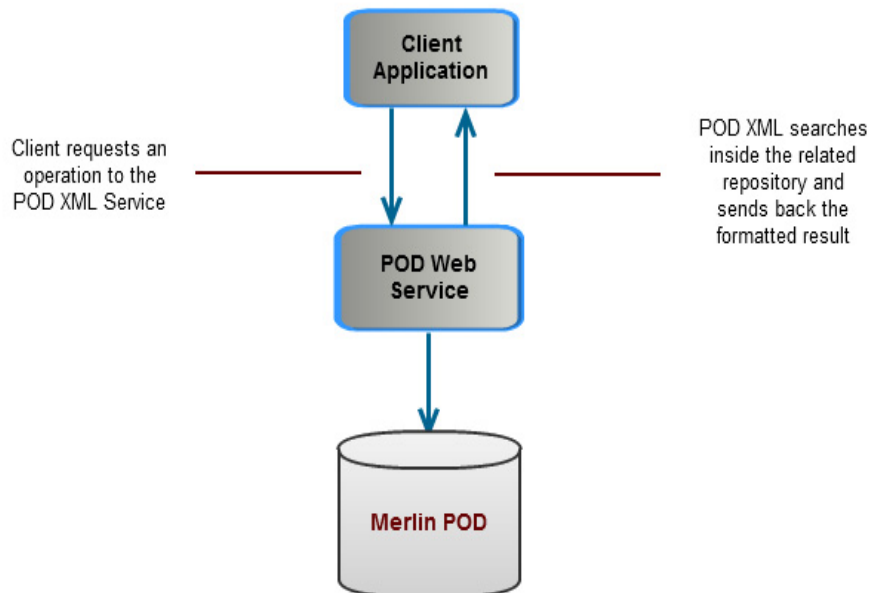 Client
Application
Client requests an
operation to the
POD XML Service
POD XML searches
inside the related
repository and
sends back the
formatted result
POD Web
Service
Merlin POD